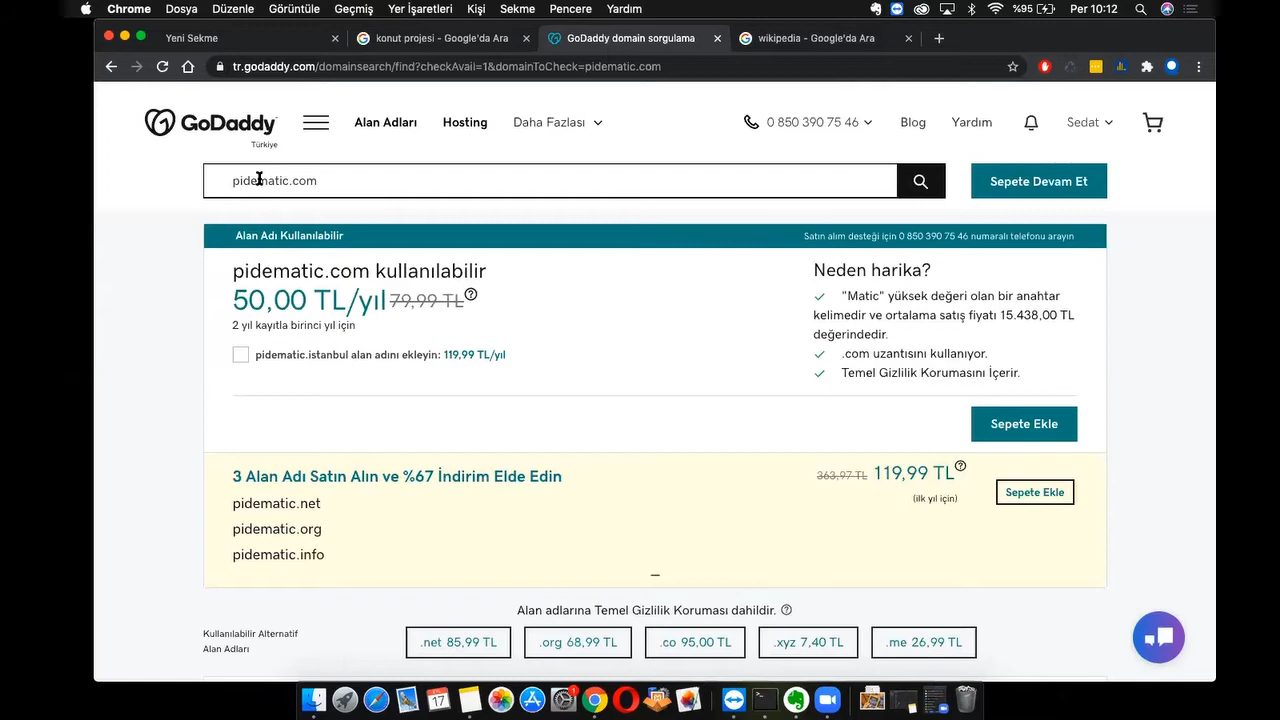 Chrome Dosya Düzenle Görüntüle Geçmiş Yer İşaretleri Kişi Sekme Pencere Yardım %95 Per 10:12
Yeni Sekme konut projesi - Google'da Ara GoDaddy domain sorgulama wikipedia - Google'da Ara
tr.godaddy.com/domainsearch/find?checkAvail=1&domainToCheck=pidematic.com
GoDaddy Alan Adları Hosting Daha Fazlası 0 850 390 75 46 Blog Yardım Sedat
Türkiye
pidematic.com Sepete Devam Et
Alan Adı Kullanılabilir Satın alım desteği için 0 850 390 75 46 numaralı telefonu arayın
pidematic.com kullanılabilir
50,00 TL/yıl 79,99 TL
2 yıl kayıtla birinci yıl için
pidematic.istanbul alan adını ekleyin: 119,99 TL/yıl
Neden harika?
"Matic" yüksek değeri olan bir anahtar
kelimedir ve ortalama satış fiyatı 15.438,00 TL
değerindedir.
.com uzantısını kullanıyor.
Temel Gizlilik Korumasını İçerir.
Sepete Ekle
3 Alan Adı Satın Alın ve %67 İndirim Elde Edin
pidematic.net
pidematic.org
pidematic.info
363,97 TL 119,99 TL
(ilk yıl için)
Sepete Ekle
Alan adlarına Temel Gizlilik Koruması dahildir.
Kullanılabilir Alternatif
Alan Adları
.net 85,99 TL .org 68,99 TL .co 95,00 TL .xyz 7,40 TL .me 26,99 TL
17